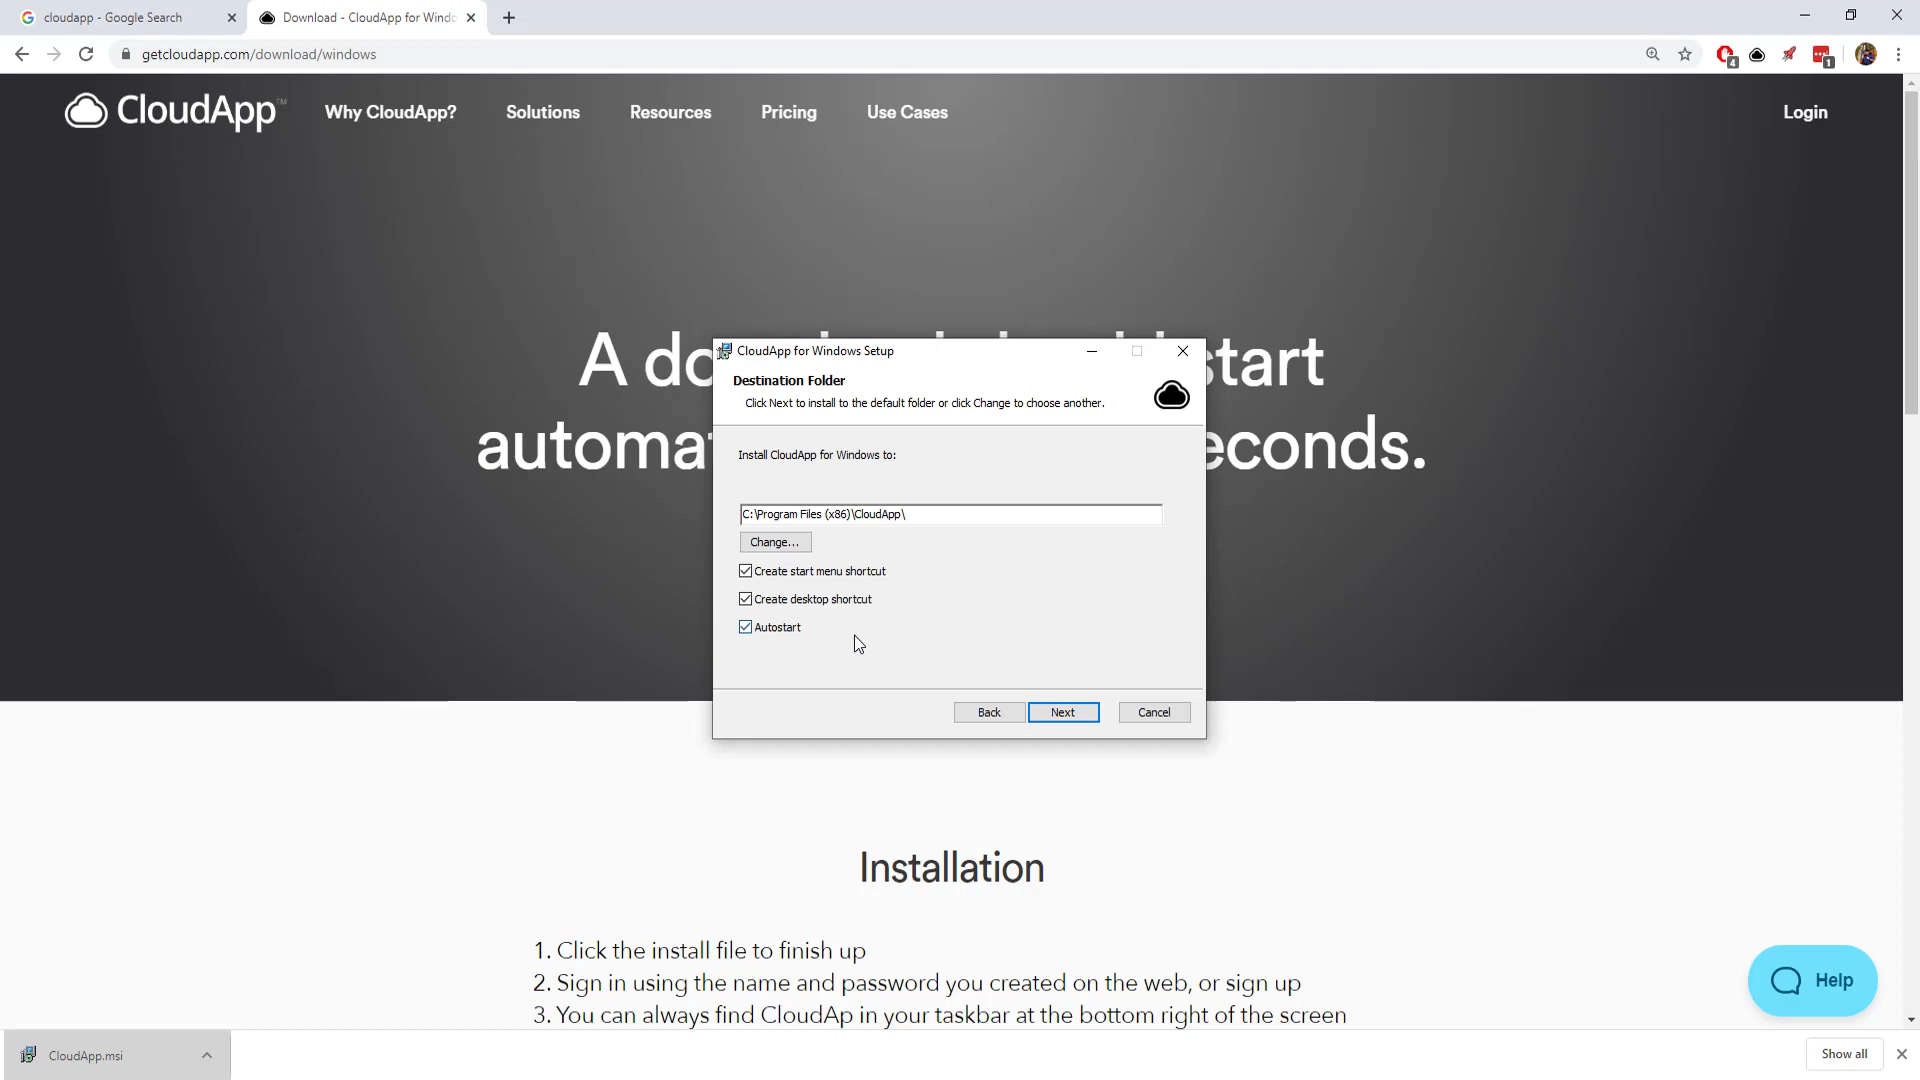 cloudapp - Google Search
Download - CloudApp for Windo
getcloudapp.com/download/windows
4
1
CloudApp™
Why CloudApp?
Solutions
Resources
Pricing
Use Cases
Login
A do
start
automa
econds.
CloudApp for Windows Setup
Destination Folder
Click Next to install to the default folder or click Change to choose another.
Install CloudApp for Windows to:
C:\Program Files (x86)\CloudApp\
Change...
Create start menu shortcut
Create desktop shortcut
Autostart
Back
Next
Cancel
Installation
1. Click the install file to finish up
2. Sign in using the name and password you created on the web, or sign up
3. You can always find CloudAp in your taskbar at the bottom right of the screen
Help
CloudApp.msi
Show all